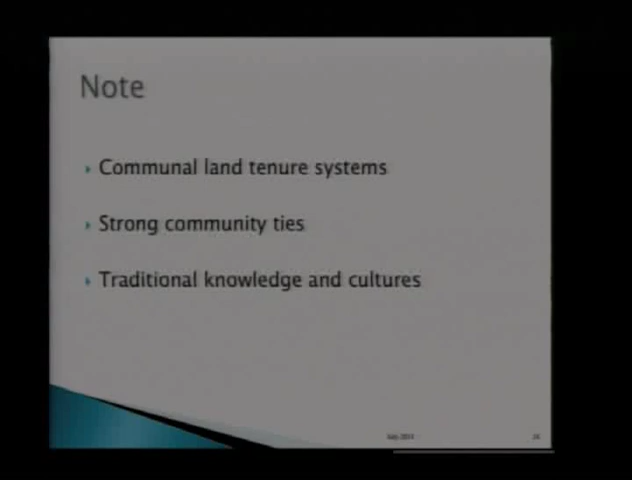 Note
Communal land tenure systems
Strong community ties
Traditional knowledge and cultures